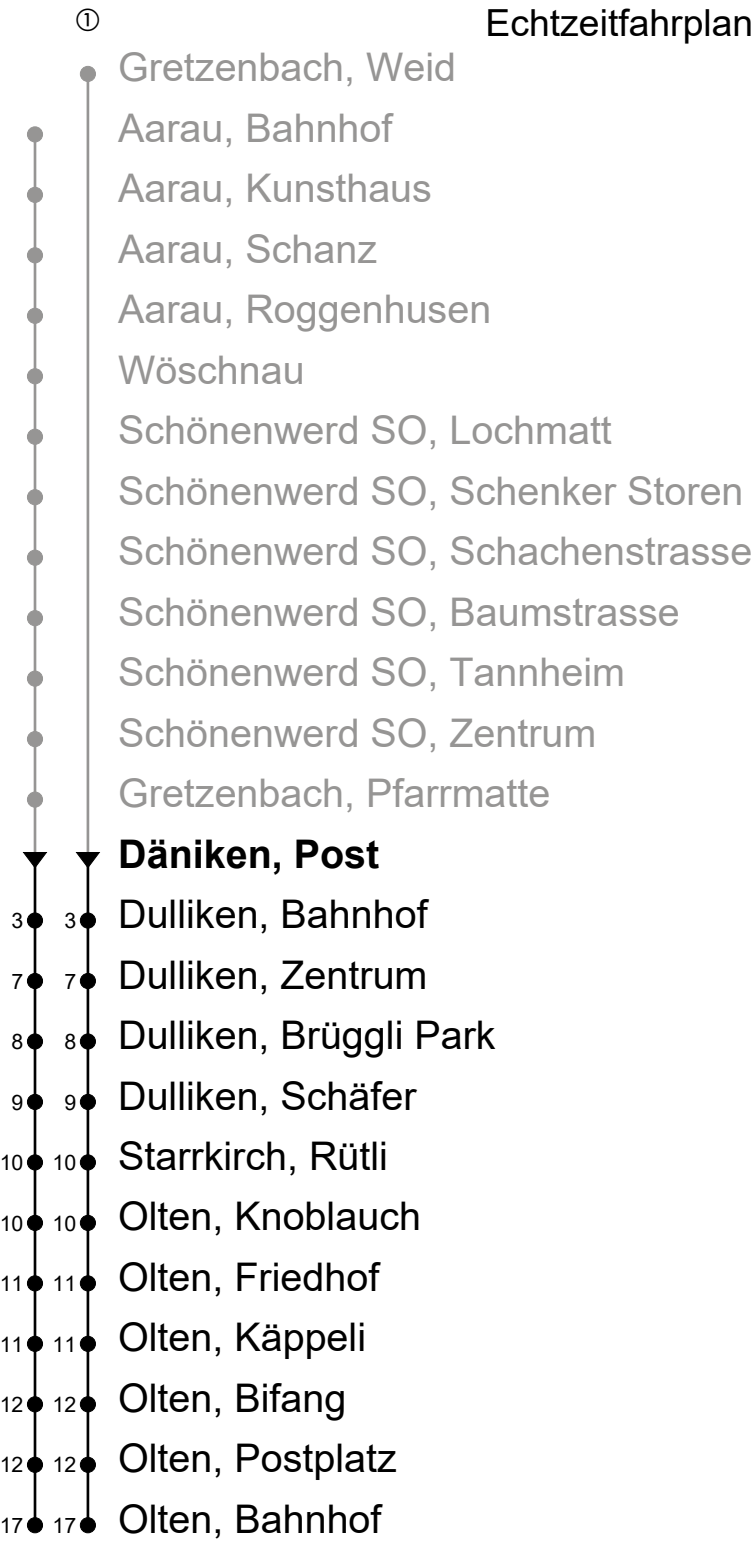 ① Echtzeitfahrplan
Gretzenbach, Weid
Aarau, Bahnhof
Aarau, Kunsthaus
Aarau, Schanz
Aarau, Roggenhusen
Wöschnau
Schönenwerd SO, Lochmatt
Schönenwerd SO, Schenker Storen
Schönenwerd SO, Schachenstrasse
Schönenwerd SO, Baumstrasse
Schönenwerd SO, Tannheim
Schönenwerd SO, Zentrum
Gretzenbach, Pfarrmatte
Däniken, Post
3 3 Dulliken, Bahnhof
7 7 Dulliken, Zentrum
8 8 Dulliken, Brüggli Park
9 9 Dulliken, Schäfer
10 10 Starrkirch, Rütli
10 10 Olten, Knoblauch
11 11 Olten, Friedhof
11 11 Olten, Käppeli
12 12 Olten, Bifang
12 12 Olten, Postplatz
17 17 Olten, Bahnhof